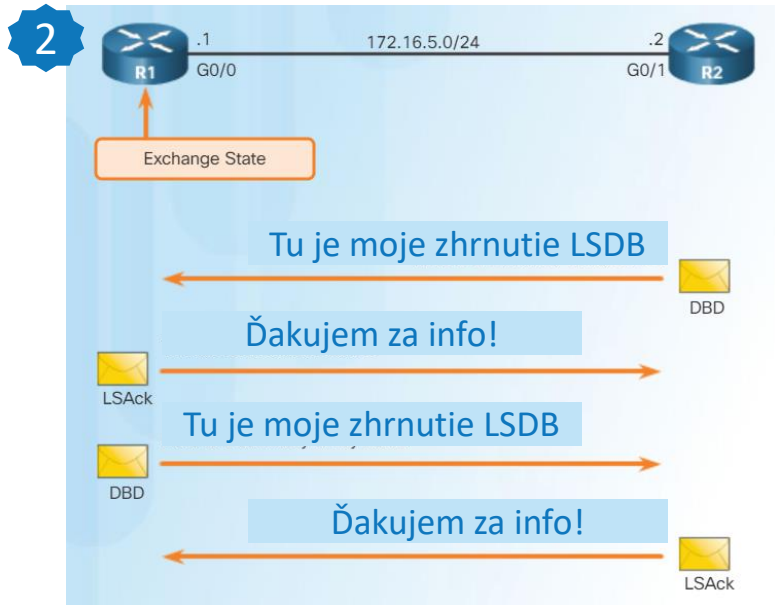 2
.1
172.16.5.0/24
.2
R1
G0/0
G0/1
R2
Exchange State
Tu je moje zhrnutie LSDB
DBD
Ďakujem za info!
LSAck
Tu je moje zhrnutie LSDB
DBD
Ďakujem za info!
LSAck